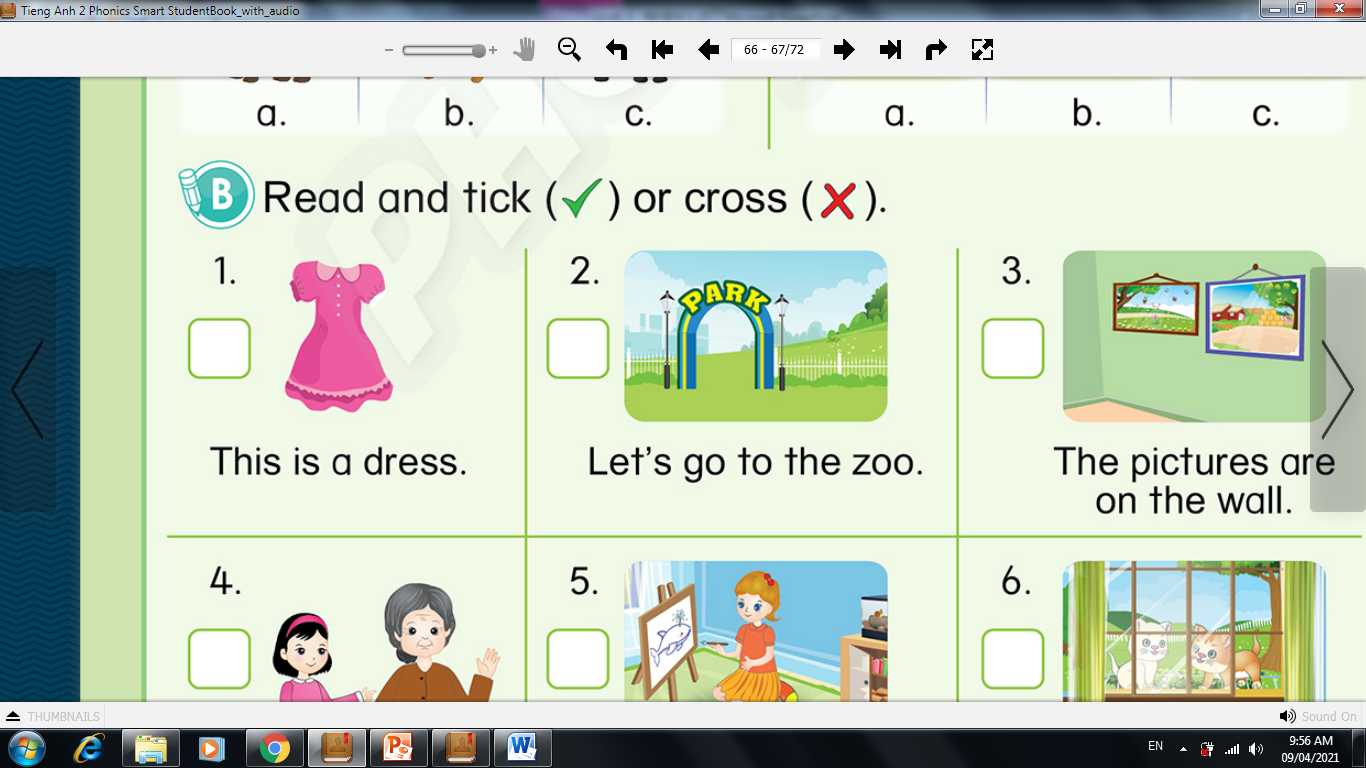 Tieng Anh 2 Phonics Smart StudentBook_with_audio
66 - 67/72
a. b. c. a. b. c.
B Read and tick (✓) or cross (✗).
1.
This is a dress.
2.
PARK
Let's go to the zoo.
3.
The pictures are
on the wall.
4.
5.
6.
THUMBNAILS
Sound On
EN
9:56 AM
09/04/2021